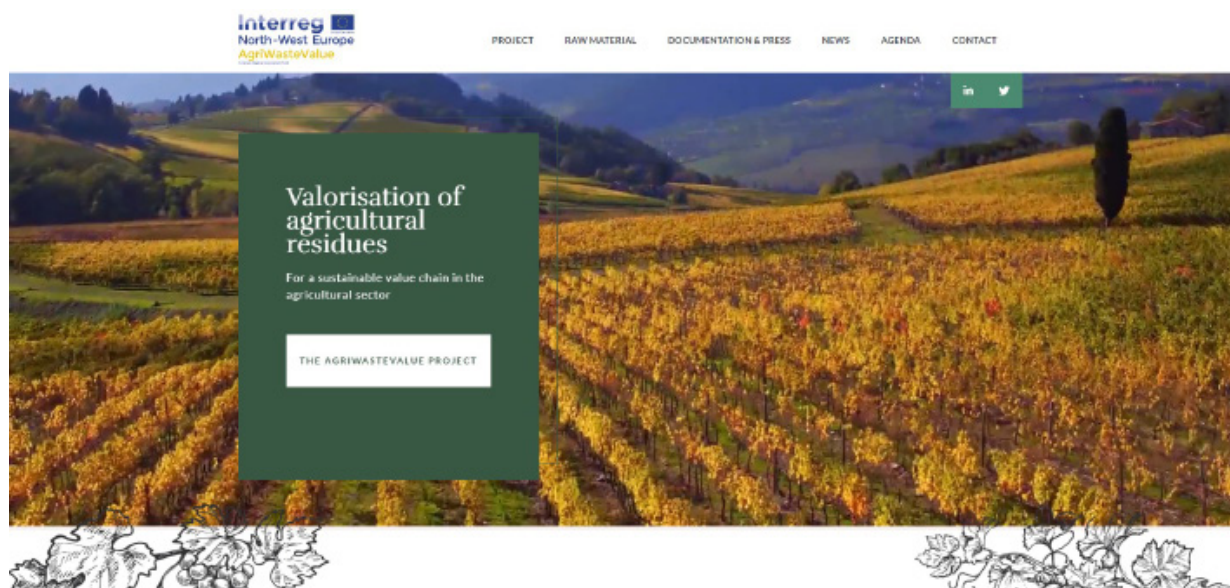 Interreg
North-West Europe
AgriWasteValue
PROJECT RAW MATERIAL DOCUMENTATION & PRESS NEWS AGENDA CONTACT
in
Valorisation of
agricultural
residues
For a sustainable value chain in the
agricultural sector
THE AGRIWASTEVALUE PROJECT